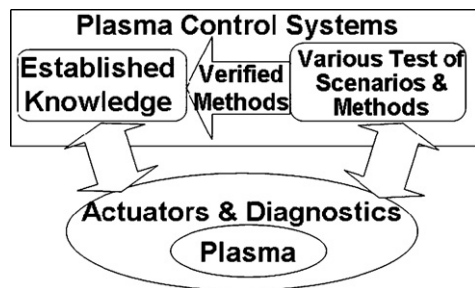 Plasma Control Systems
Established
Knowledge
Verified
Methods
Various Test of
Scenarios &
Methods
Actuators & Diagnostics
Plasma